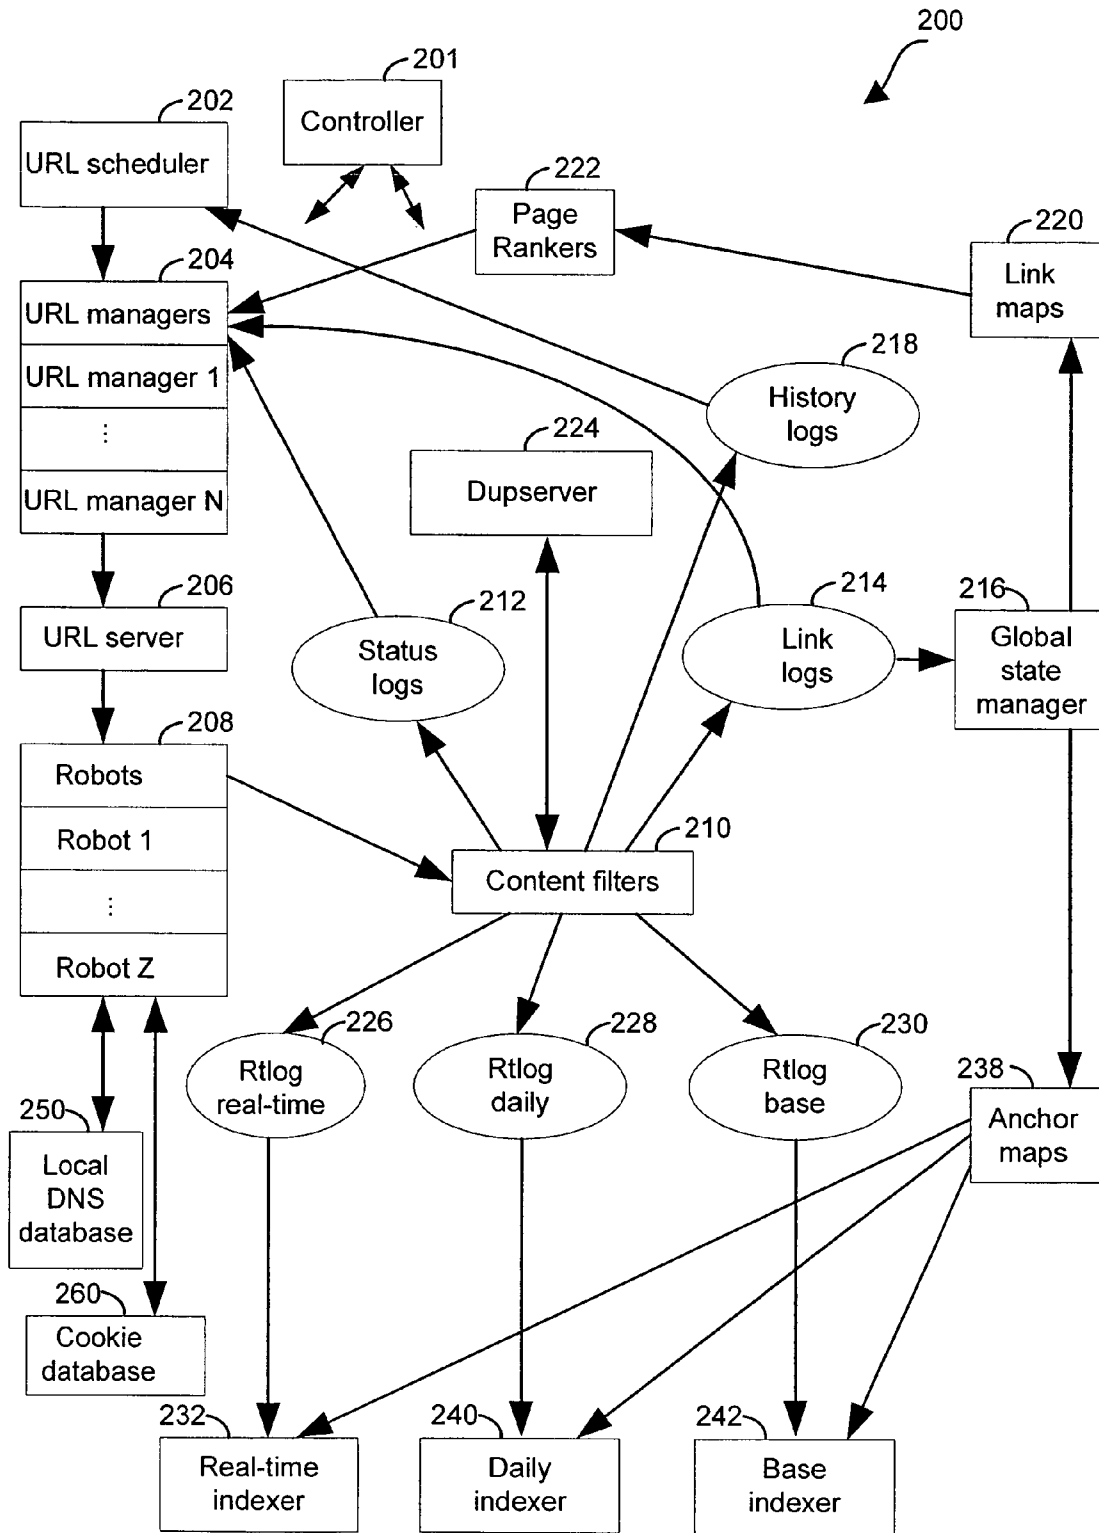 200
201
Controller
202
URL scheduler
222
Page
Rankers
220
Link
maps
204
URL managers
URL manager 1
...
URL manager N
218
History
logs
224
Dupserver
206
URL server
212
Status
logs
214
Link
logs
216
Global
state
manager
208
Robots
Robot 1
...
Robot Z
210
Content filters
226
Rtlog
real-time
228
Rtlog
daily
230
Rtlog
base
238
Anchor
maps
250
Local
DNS
database
260
Cookie
database
232
Real-time
indexer
240
Daily
indexer
242
Base
indexer